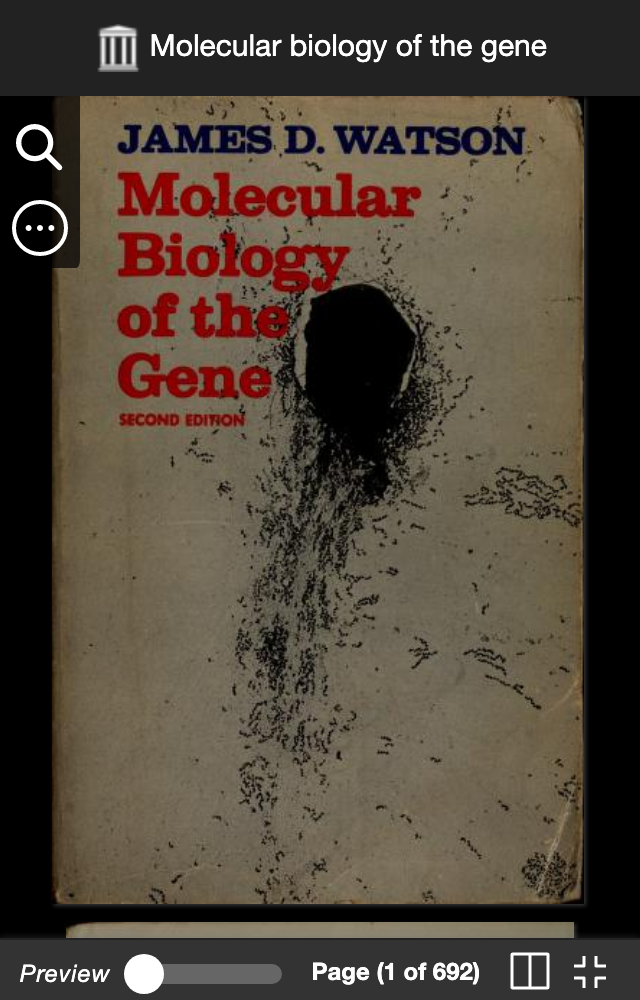 Molecular biology of the gene
JAMES D. WATSON
Molecular
Biology
of the
Gene
SECOND EDITION
Preview
Page (1 of 692)